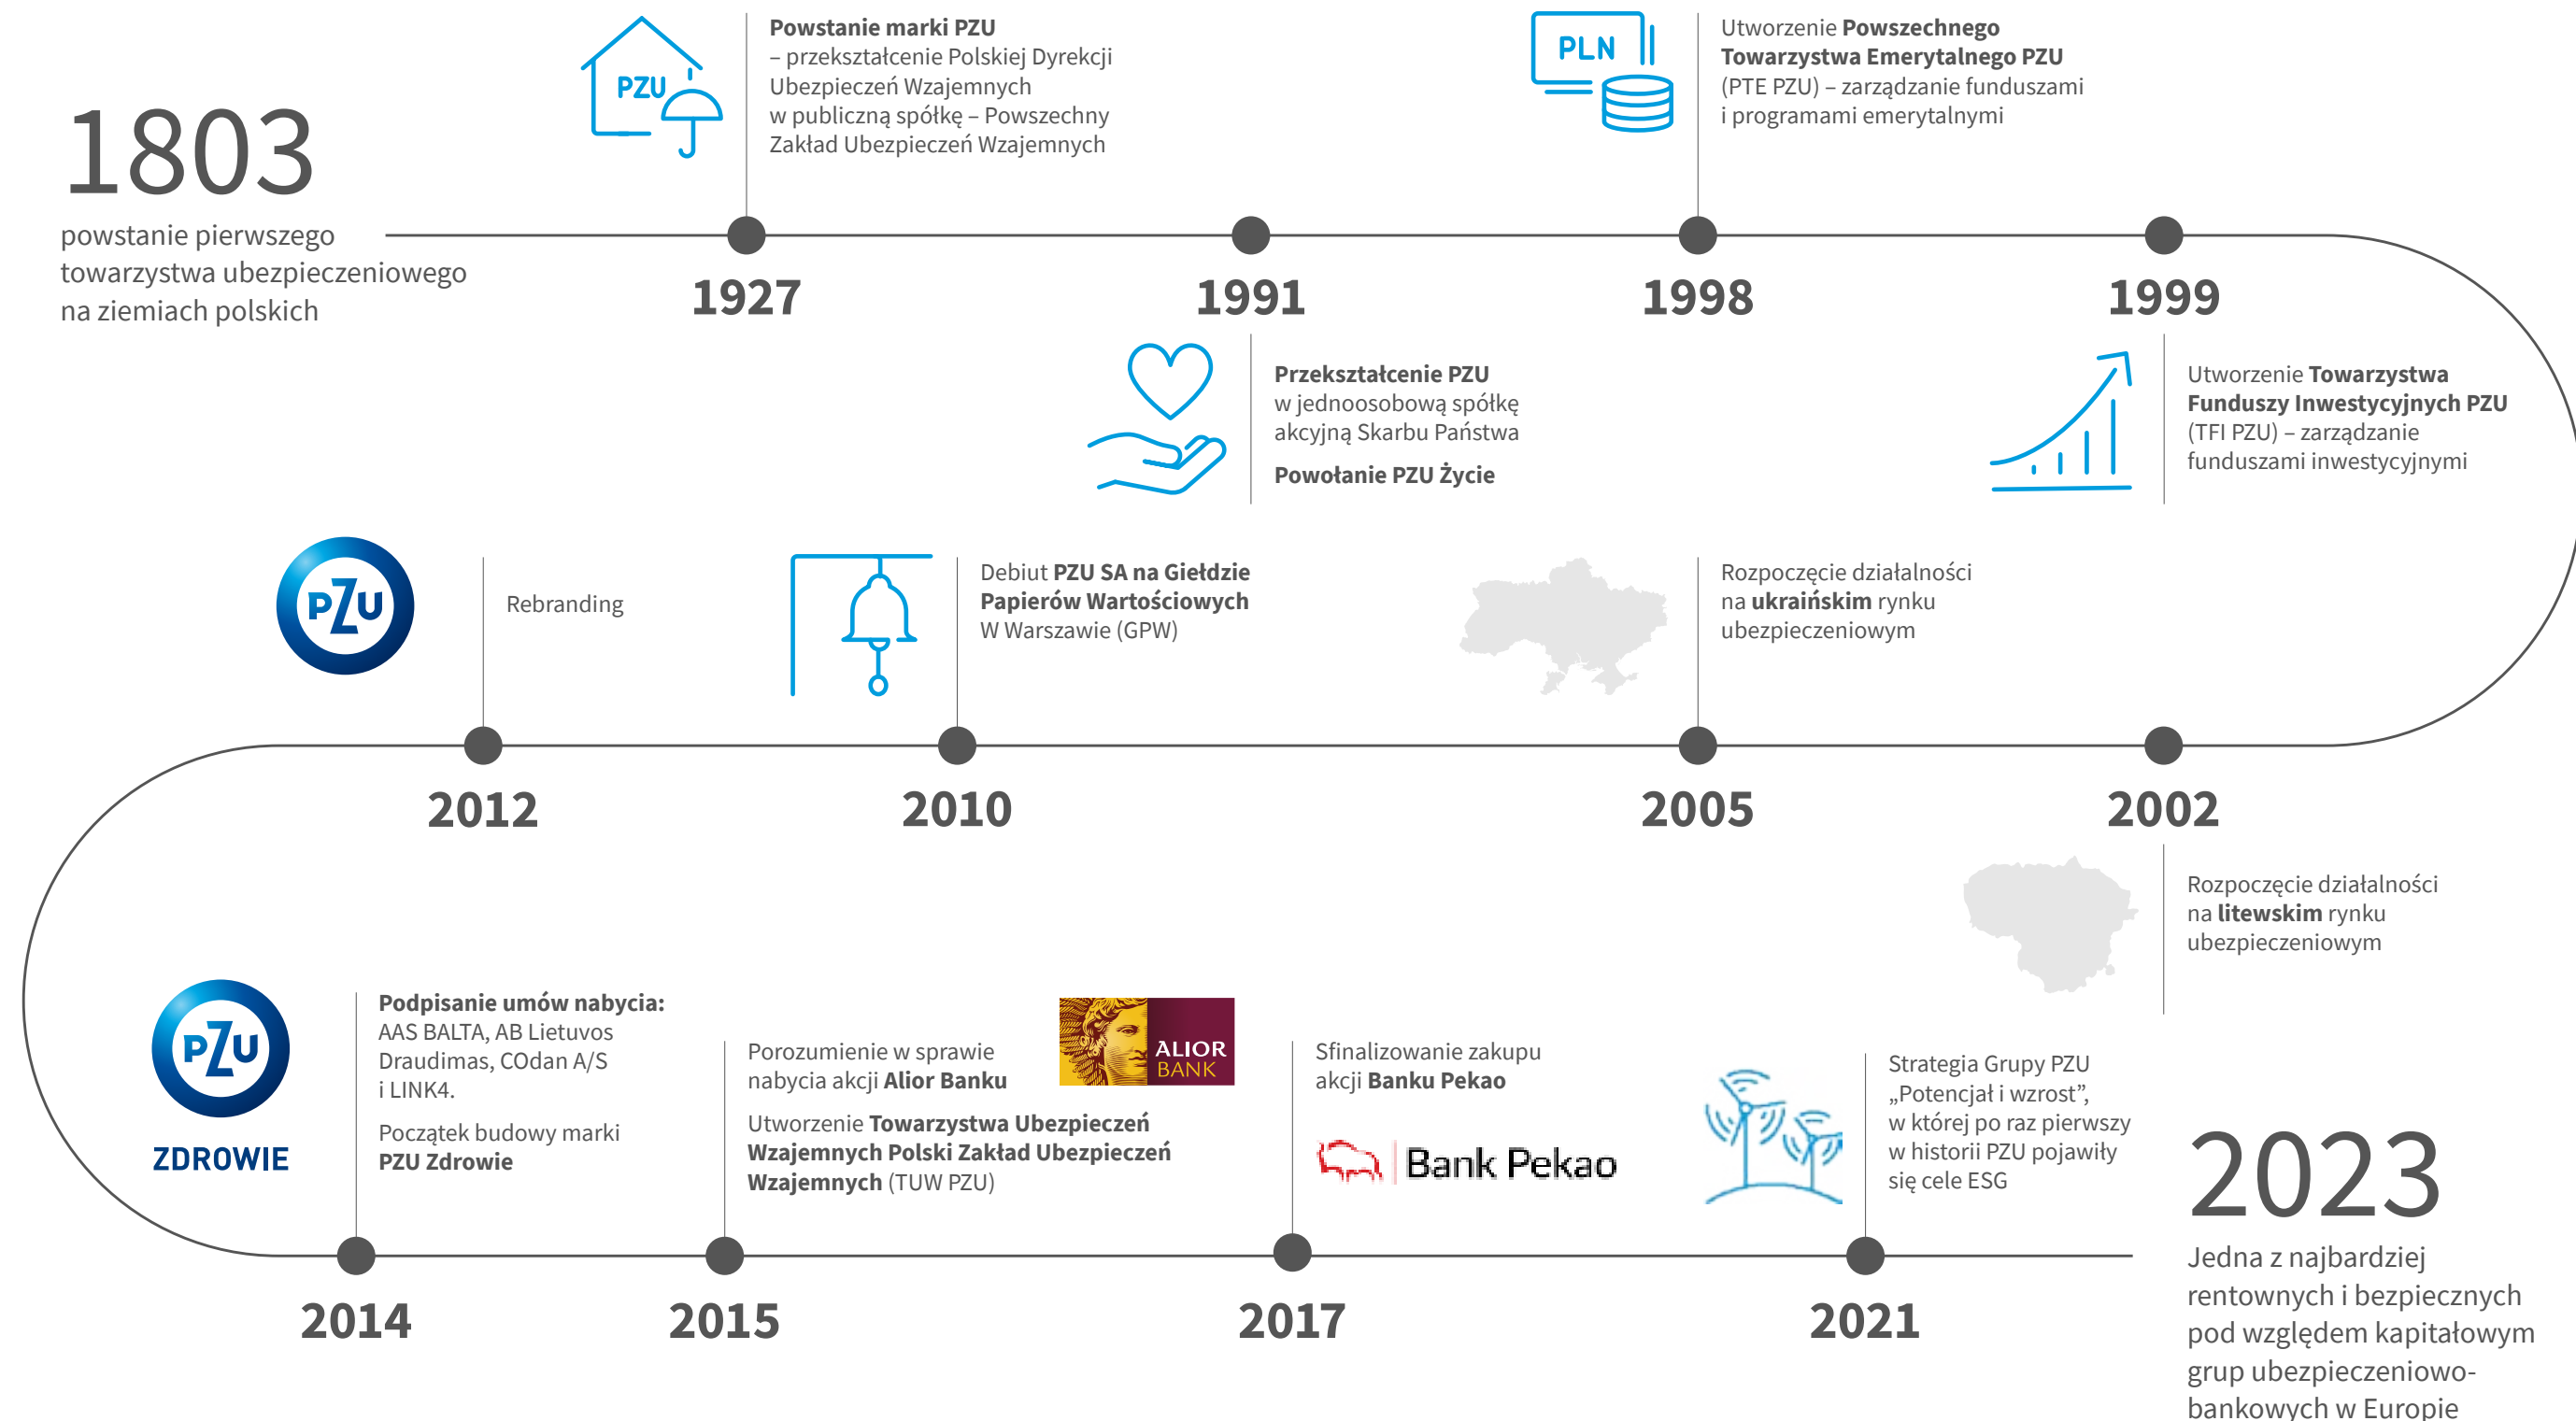 1803
powstanie pierwszego
towarzystwa ubezpieczeniowego
na ziemiach polskich
PZU
Powstanie marki PZU
– przekształcenie Polskiej Dyrekcji
Ubezpieczeń Wzajemnych
w publiczną spółkę – Powszechny
Zakład Ubezpieczeń Wzajemnych
1927
1991
Przekształcenie PZU
w jednoosobową spółkę
akcyjną Skarbu Państwa
Powołanie PZU Życie
PLN
Utworzenie Powszechnego
Towarzystwa Emerytalnego PZU
(PTE PZU) – zarządzanie funduszami
i programami emerytalnymi
1998
1999
Utworzenie Towarzystwa
Funduszy Inwestycyjnych PZU
(TFI PZU) – zarządzanie
funduszami inwestycyjnymi
2002
Rozpoczęcie działalności
na litewskim rynku
ubezpieczeniowym
Rozpoczęcie działalności
na ukraińskim rynku
ubezpieczeniowym
2005
Debiut PZU SA na Giełdzie
Papierów Wartościowych
W Warszawie (GPW)
2010
PZU
Rebranding
2012
PZU
ZDROWIE
Podpisanie umów nabycia:
AAS BALTA, AB Lietuvos
Draudimas, COdan A/S
i LINK4.
Początek budowy marki
PZU Zdrowie
2014
Porozumienie w sprawie
nabycia akcji Alior Banku
ALIOR
BANK
Utworzenie Towarzystwa Ubezpieczeń
Wzajemnych Polski Zakład Ubezpieczeń
Wzajemnych (TUW PZU)
2015
Sfinalizowanie zakupu
akcji Banku Pekao
Bank Pekao
2017
Strategia Grupy PZU
„Potencjał i wzrost”,
w której po raz pierwszy
w historii PZU pojawiły
się cele ESG
2021
2023
Jedna z najbardziej
rentownych i bezpiecznych
pod względem kapitałowym
grup ubezpieczeniowo-
bankowych w Europie